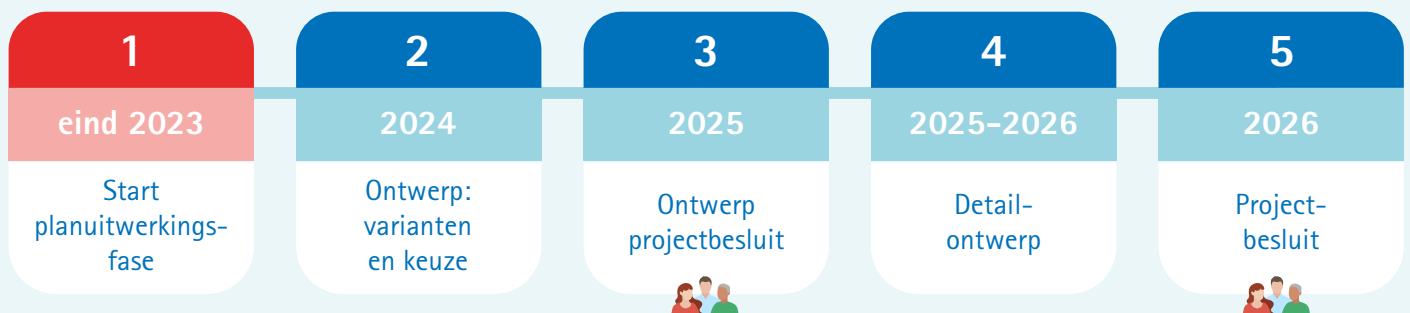 1
eind 2023
Start
planuitwerkings-
fase
2
2024
Ontwerp:
varianten
en keuze
3
2025
Ontwerp
projectbesluit
4
2025-2026
Detail-
ontwerp
5
2026
Project-
besluit